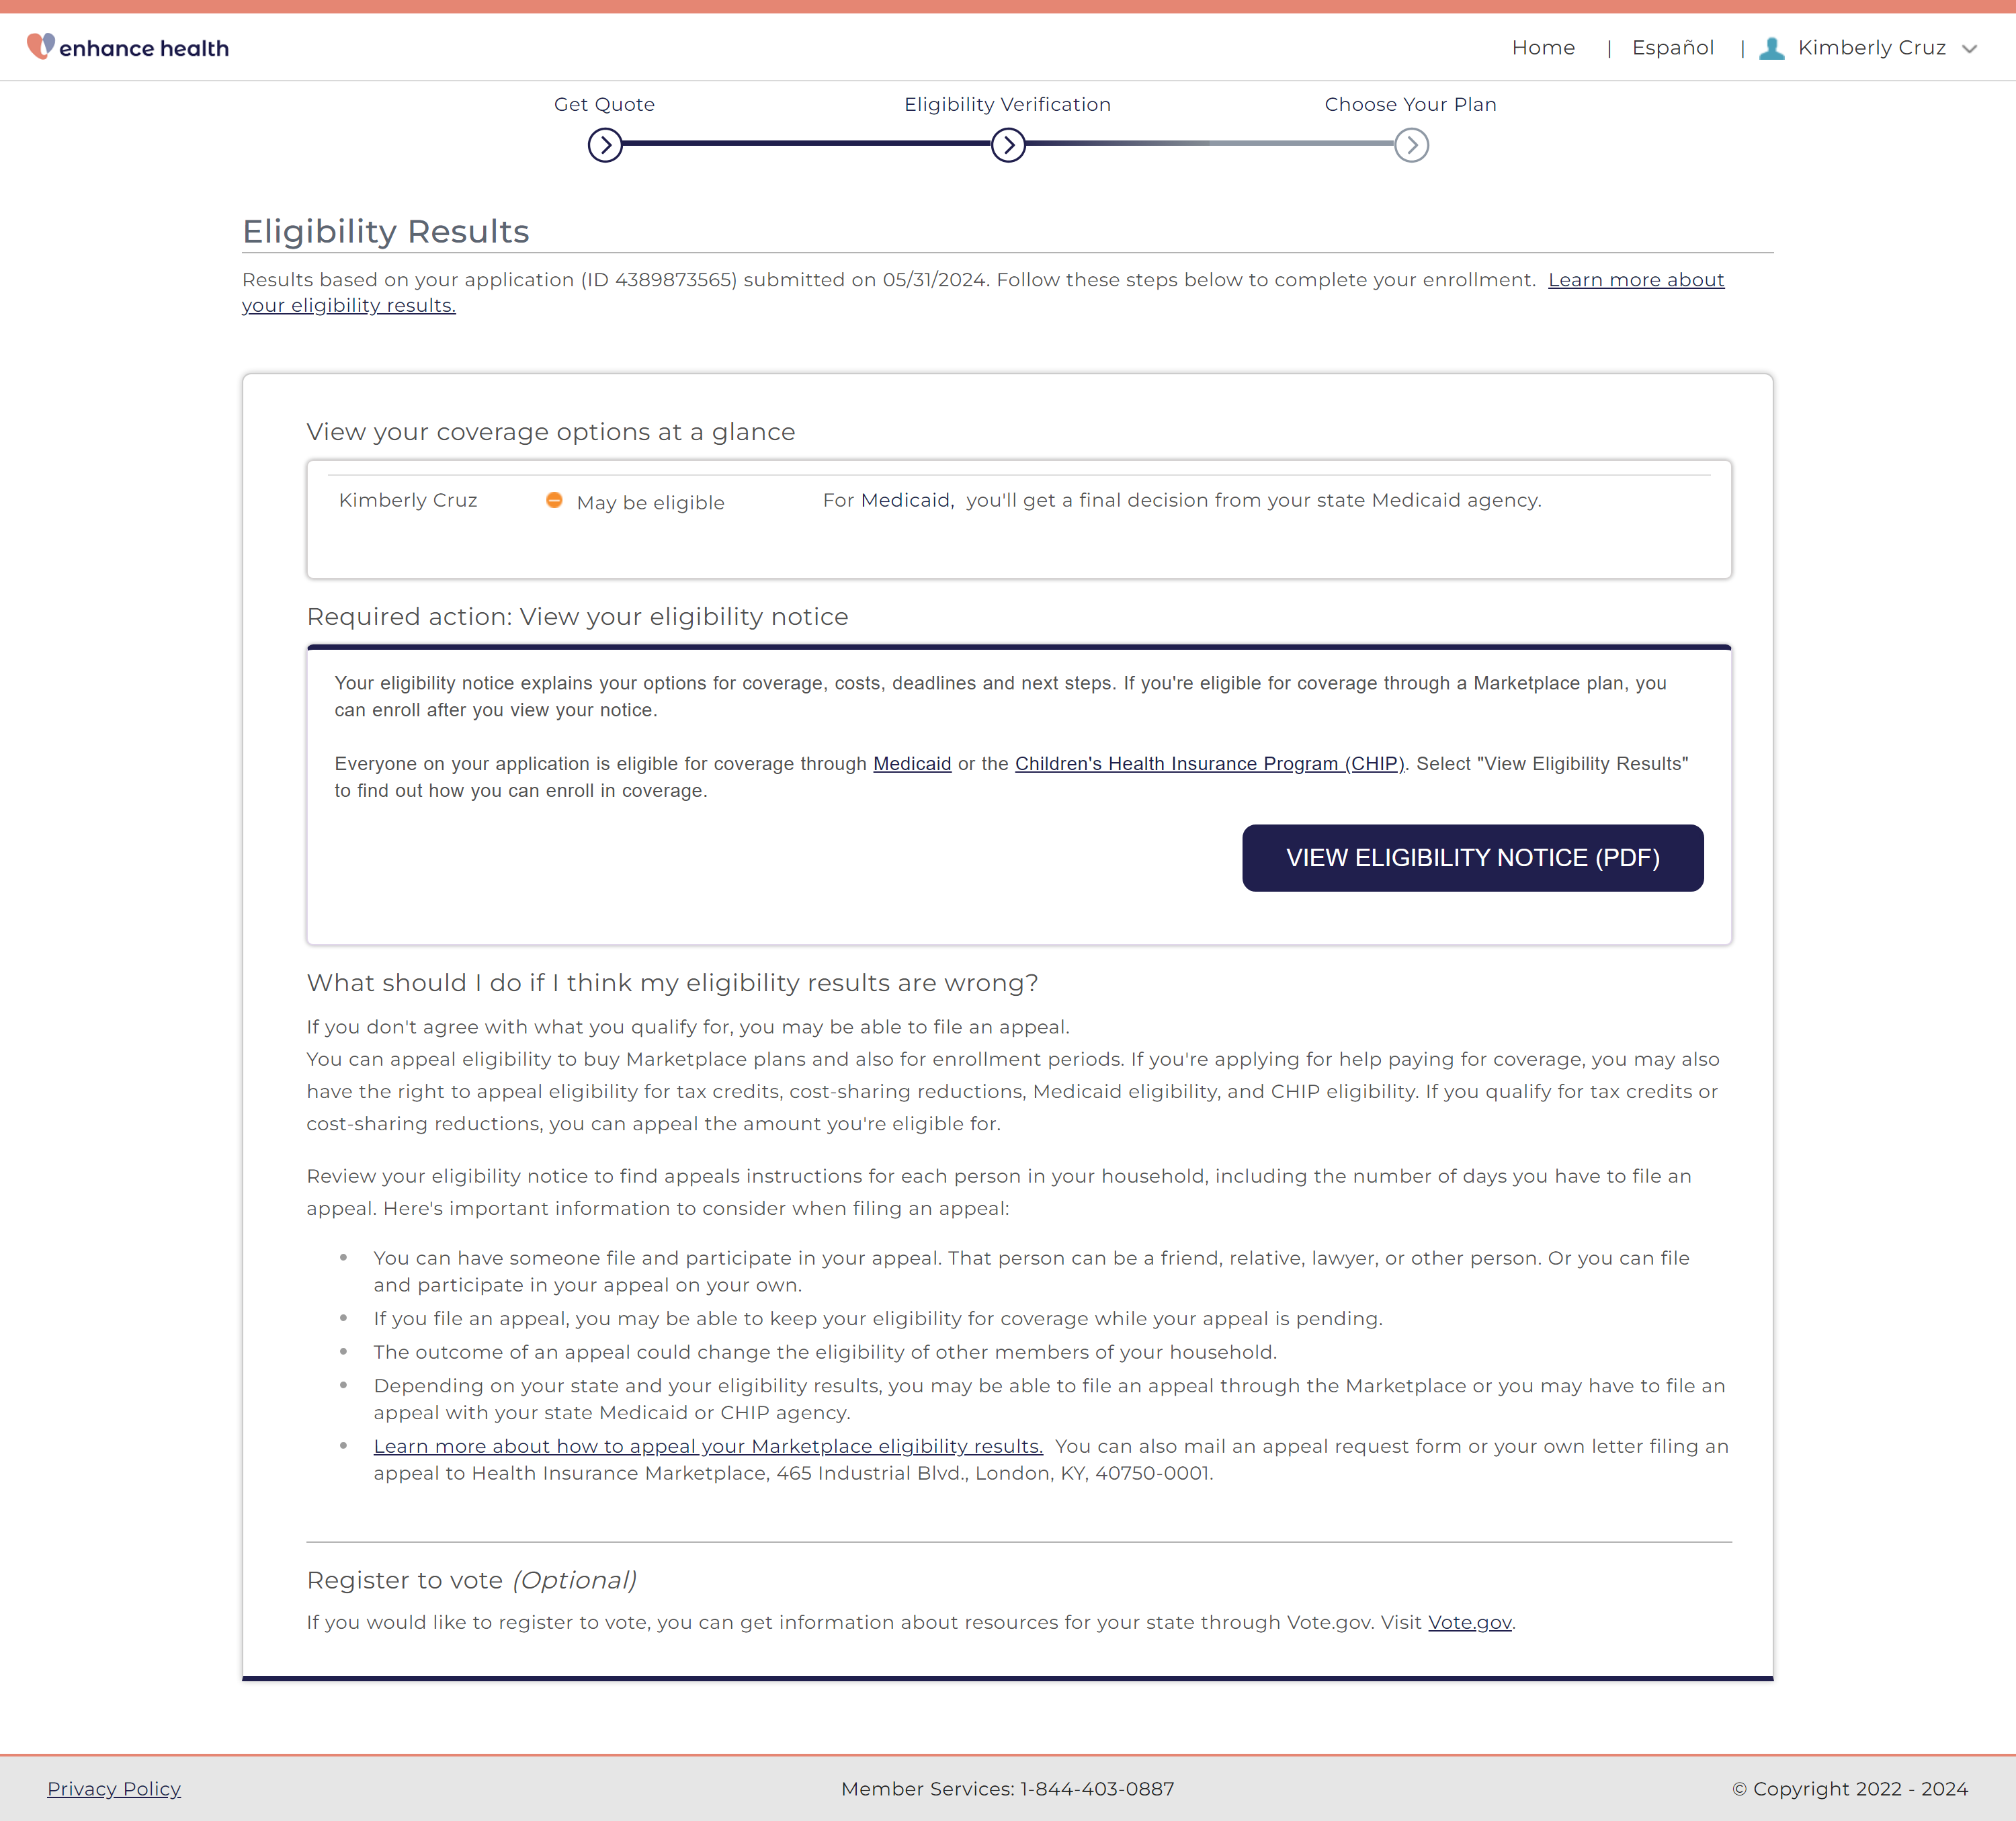 enhance health
Home | Español | Kimberly Cruz
Get Quote
Eligibility Verification
Choose Your Plan
Eligibility Results
Results based on your application (ID 4389873565) submitted on 05/31/2024. Follow these steps below to complete your enrollment. Learn more about
your eligibility results.
View your coverage options at a glance
Kimberly Cruz May be eligible For Medicaid, you'll get a final decision from your state Medicaid agency.
Required action: View your eligibility notice
Your eligibility notice explains your options for coverage, costs, deadlines and next steps. If you're eligible for coverage through a Marketplace plan, you
can enroll after you view your notice.
Everyone on your application is eligible for coverage through Medicaid or the Children's Health Insurance Program (CHIP). Select "View Eligibility Results"
to find out how you can enroll in coverage.
VIEW ELIGIBILITY NOTICE (PDF)
What should I do if I think my eligibility results are wrong?
If you don't agree with what you qualify for, you may be able to file an appeal.
You can appeal eligibility to buy Marketplace plans and also for enrollment periods. If you're applying for help paying for coverage, you may also
have the right to appeal eligibility for tax credits, cost-sharing reductions, Medicaid eligibility, and CHIP eligibility. If you qualify for tax credits or
cost-sharing reductions, you can appeal the amount you're eligible for.
Review your eligibility notice to find appeals instructions for each person in your household, including the number of days you have to file an
appeal. Here's important information to consider when filing an appeal:
• You can have someone file and participate in your appeal. That person can be a friend, relative, lawyer, or other person. Or you can file
and participate in your appeal on your own.
• If you file an appeal, you may be able to keep your eligibility for coverage while your appeal is pending.
• The outcome of an appeal could change the eligibility of other members of your household.
• Depending on your state and your eligibility results, you may be able to file an appeal through the Marketplace or you may have to file an
appeal with your state Medicaid or CHIP agency.
• Learn more about how to appeal your Marketplace eligibility results. You can also mail an appeal request form or your own letter filing an
appeal to Health Insurance Marketplace, 465 Industrial Blvd., London, KY, 40750-0001.
Register to vote (Optional)
If you would like to register to vote, you can get information about resources for your state through Vote.gov. Visit Vote.gov.
Privacy Policy
Member Services: 1-844-403-0887
© Copyright 2022 - 2024